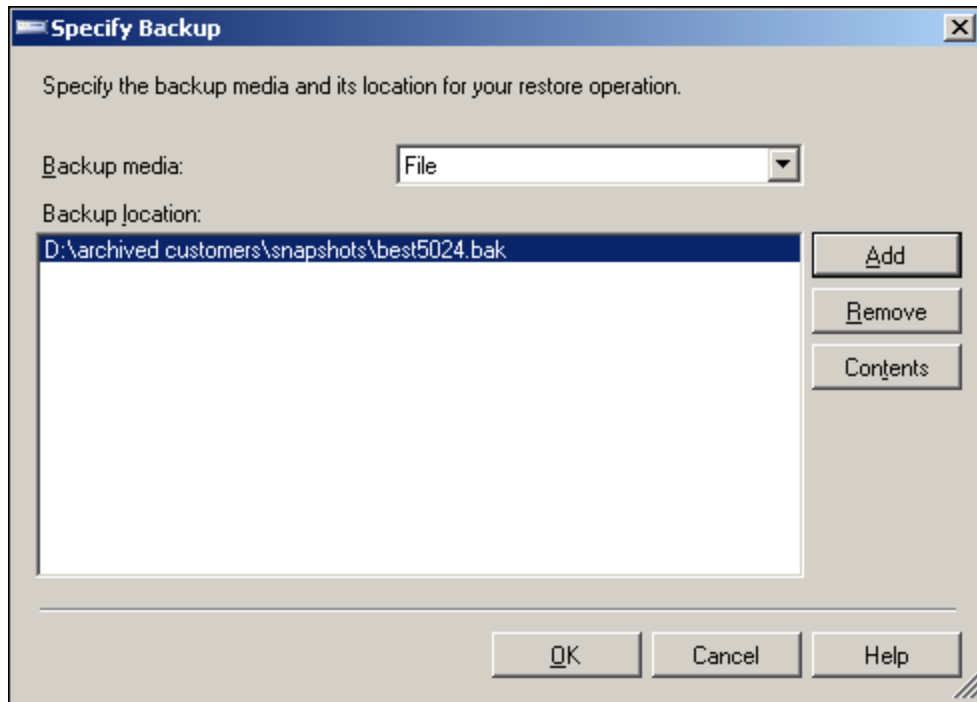 Specify Backup
Specify the backup media and its location for your restore operation.
Backup media:
File
Backup location:
D:\archived customers\snapshots\best5024.bak
Add
Remove
Contents
OK
Cancel
Help